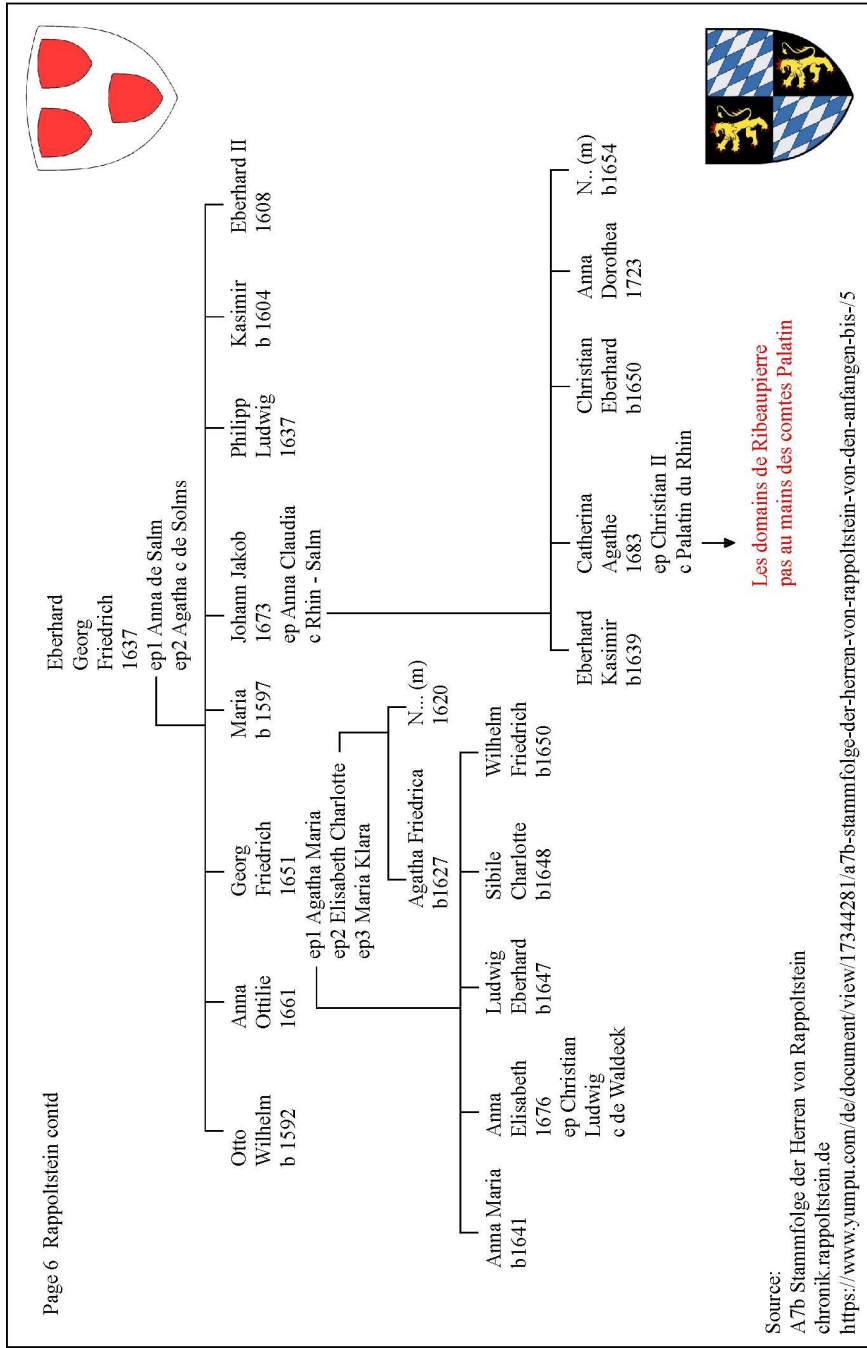 Page 6  Rappoltstein contd
Eberhard
Georg
Friedrich
1637
ep1 Anna de Salm
ep2 Agatha c de Solms
Otto
Wilhelm
b 1592
Anna
Ottilie
1661
Georg
Friedrich
1651
ep1 Agatha Maria
ep2 Elisabeth Charlotte
ep3 Maria Klara
Maria
b 1597
Johann Jakob
1673
ep Anna Claudia
c Rhin - Salm
Philipp
Ludwig
1637
Kasimir
b 1604
Eberhard II
1608
Agatha Friedrica
b1627
N... (m)
1620
Anna Maria
b1641
Anna
Elisabeth
1676
ep Christian
Ludwig
c de Waldeck
Ludwig
Eberhard
b1647
Sibile
Charlotte
b1648
Wilhelm
Friedrich
b1650
Eberhard
Kasimir
b1639
Catherina
Agathe
1683
ep Christian II
c Palatin du Rhin
Christian
Eberhard
b1650
Anna
Dorothea
1723
N.. (m)
b1654
Les domains de Ribeaupierre
pas au mains des comtes Palatin
Source:
A7b Stammfolge der Herren von Rappoltstein
chronik.rappoltstein.de
https://www.yumpu.com/de/document/view/17344281/a7b-stammfolge-der-herren-von-rappoltstein-von-den-anfangen-bis-/5